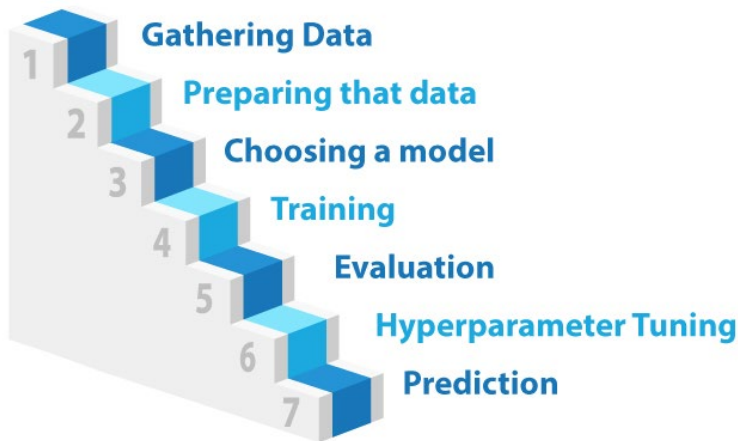 1 Gathering Data
2 Preparing that data
3 Choosing a model
4 Training
5 Evaluation
6 Hyperparameter Tuning
7 Prediction